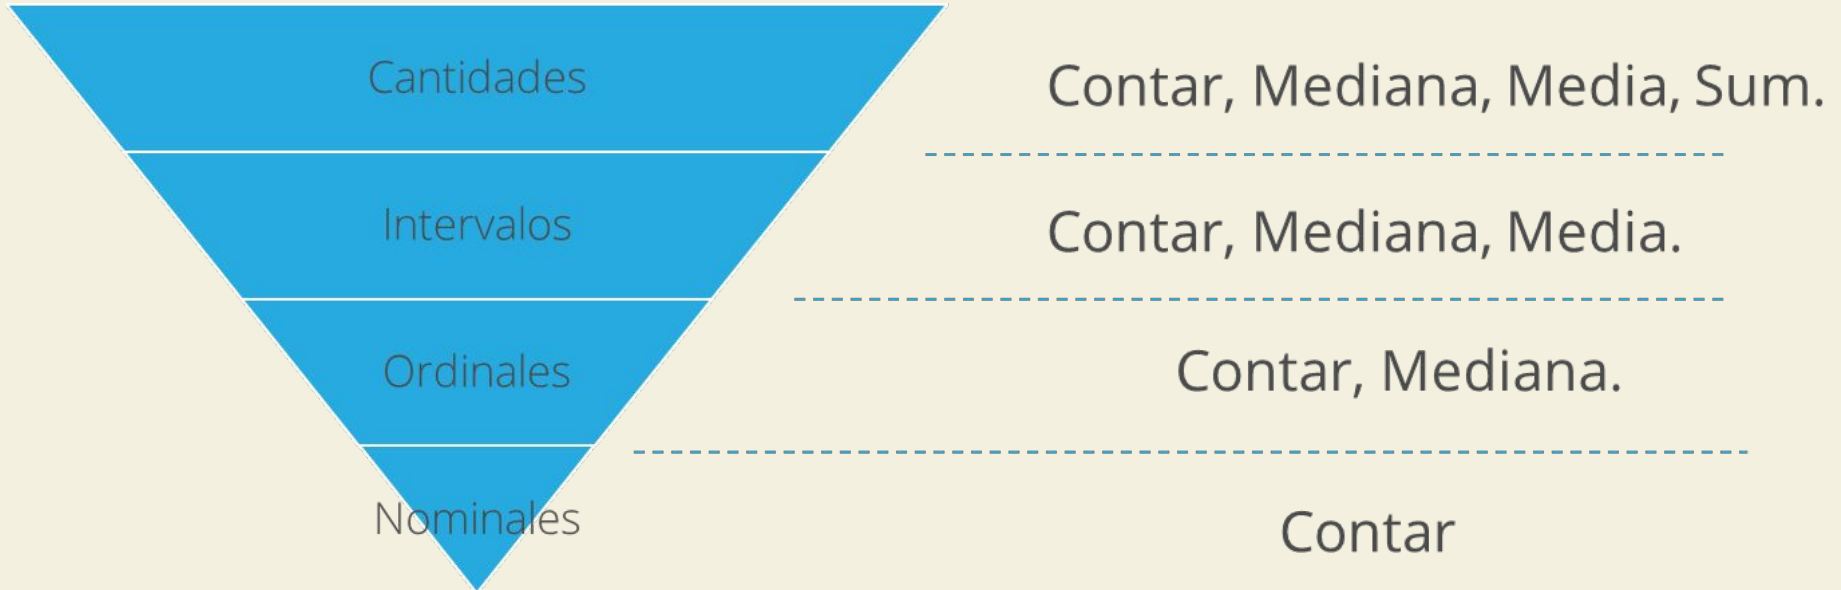 Cantidades
Contar, Mediana, Media, Sum.
Intervalos
Contar, Mediana, Media.
Ordinales
Contar, Mediana.
Nominales
Contar